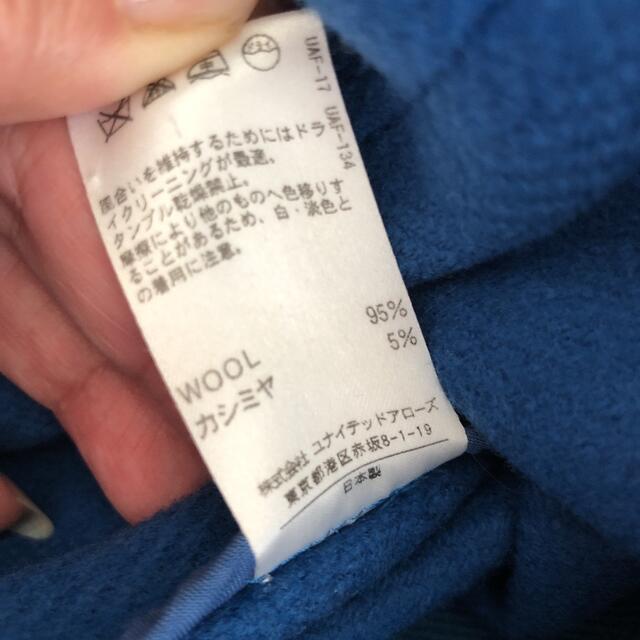 UAF-17 UAF-134
風合いを維持するためにはドラ
イクリーニングが最適。
タンブル乾燥禁止。
摩擦により他のものへ色移りす
ることがあるため、白・淡色と
の着用に注意。
WOOL 95%
カシミヤ 5%
株式会社 ユナイテッドアローズ
東京都港区赤坂8-1-19
日本製